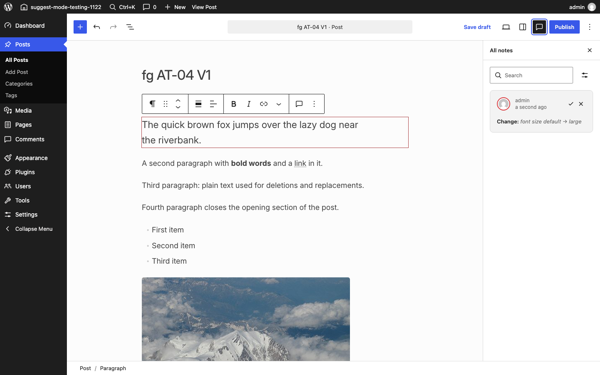 suggest-mode-testing-1122 Ctrl+K 0 New View Post admin
Dashboard
Posts
All Posts
Add Post
Categories
Tags
Media
Pages
Comments
Appearance
Plugins
Users
Tools
Settings
Collapse Menu
fg AT-04 V1 · Post
Save draft
Publish
fg AT-04 V1
B I
The quick brown fox jumps over the lazy dog near
the riverbank.
A second paragraph with bold words and a link in it.
Third paragraph: plain text used for deletions and replacements.
Fourth paragraph closes the opening section of the post.
First item
Second item
Third item
All notes
Search
admin
a second ago
Change: font size default → large
Post / Paragraph